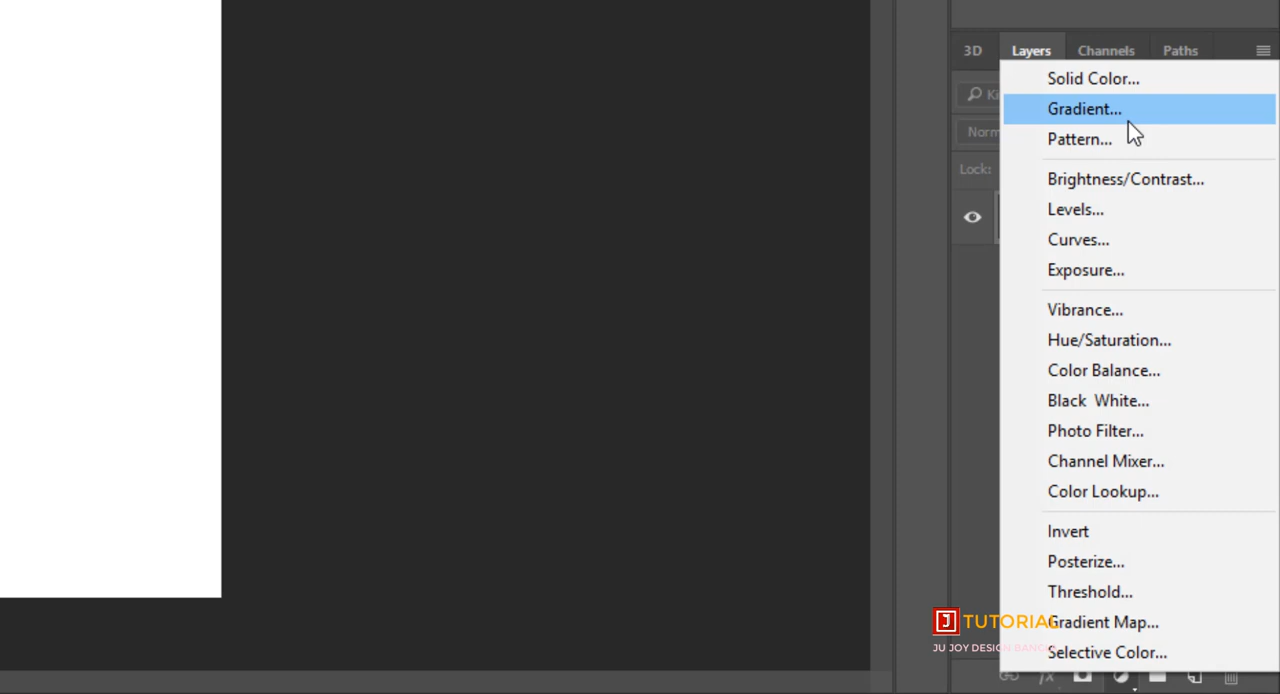 3D Layers Channels Paths
Solid Color...
Gradient...
Pattern...
Lock:
Brightness/Contrast...
Levels...
Curves...
Exposure...
Vibrance...
Hue/Saturation...
Color Balance...
Black White...
Photo Filter...
Channel Mixer...
Color Lookup...
Invert
Posterize...
Threshold...
Gradient Map...
Selective Color...
J TUTORIAL
JU JOY DESIGN
fx